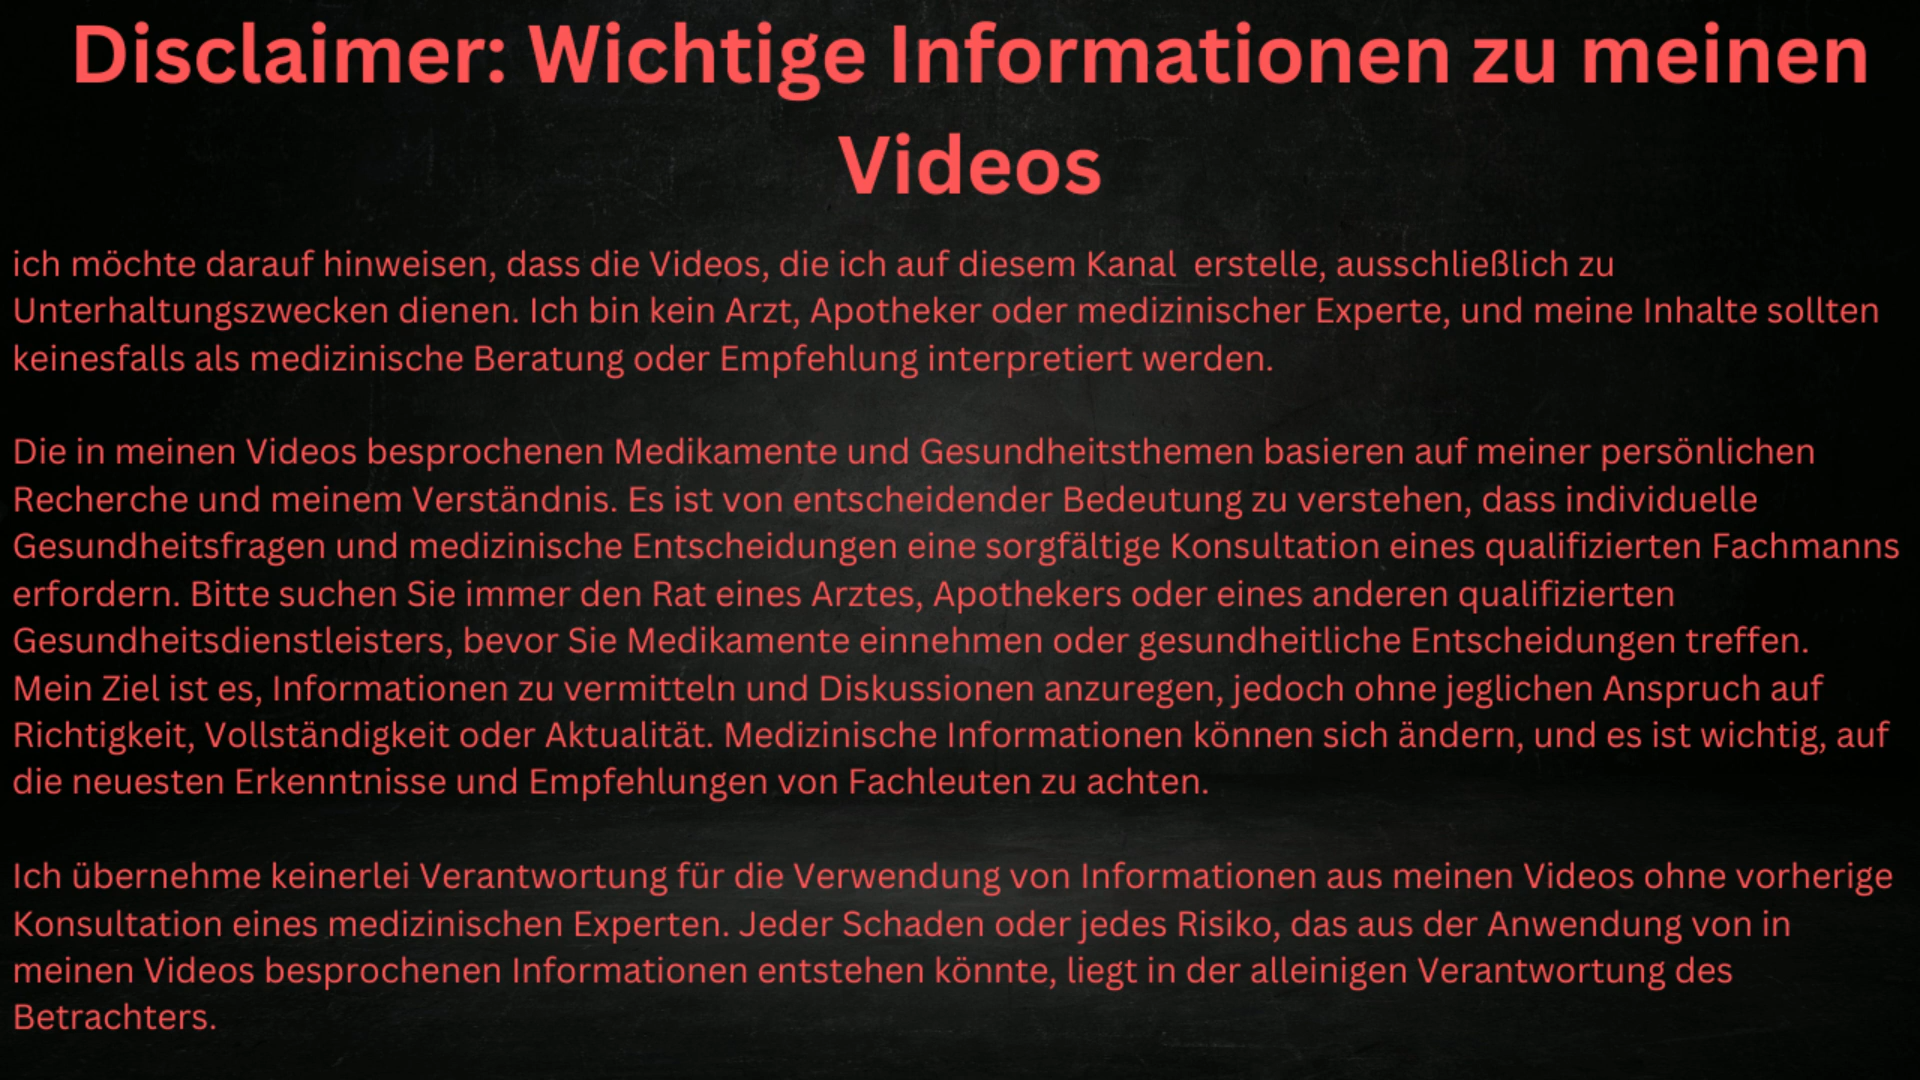 Disclaimer: Wichtige Informationen zu meinen
Videos
ich möchte darauf hinweisen, dass die Videos, die ich auf diesem Kanal  erstelle, ausschließlich zu
Unterhaltungszwecken dienen. Ich bin kein Arzt, Apotheker oder medizinischer Experte, und meine Inhalte sollten
keinesfalls als medizinische Beratung oder Empfehlung interpretiert werden.
Die in meinen Videos besprochenen Medikamente und Gesundheitsthemen basieren auf meiner persönlichen
Recherche und meinem Verständnis. Es ist von entscheidender Bedeutung zu verstehen, dass individuelle
Gesundheitsfragen und medizinische Entscheidungen eine sorgfältige Konsultation eines qualifizierten Fachmanns
erfordern. Bitte suchen Sie immer den Rat eines Arztes, Apothekers oder eines anderen qualifizierten
Gesundheitsdienstleisters, bevor Sie Medikamente einnehmen oder gesundheitliche Entscheidungen treffen.
Mein Ziel ist es, Informationen zu vermitteln und Diskussionen anzuregen, jedoch ohne jeglichen Anspruch auf
Richtigkeit, Vollständigkeit oder Aktualität. Medizinische Informationen können sich ändern, und es ist wichtig, auf
die neuesten Erkenntnisse und Empfehlungen von Fachleuten zu achten.
Ich übernehme keinerlei Verantwortung für die Verwendung von Informationen aus meinen Videos ohne vorherige
Konsultation eines medizinischen Experten. Jeder Schaden oder jedes Risiko, das aus der Anwendung von in
meinen Videos besprochenen Informationen entstehen könnte, liegt in der alleinigen Verantwortung des
Betrachters.